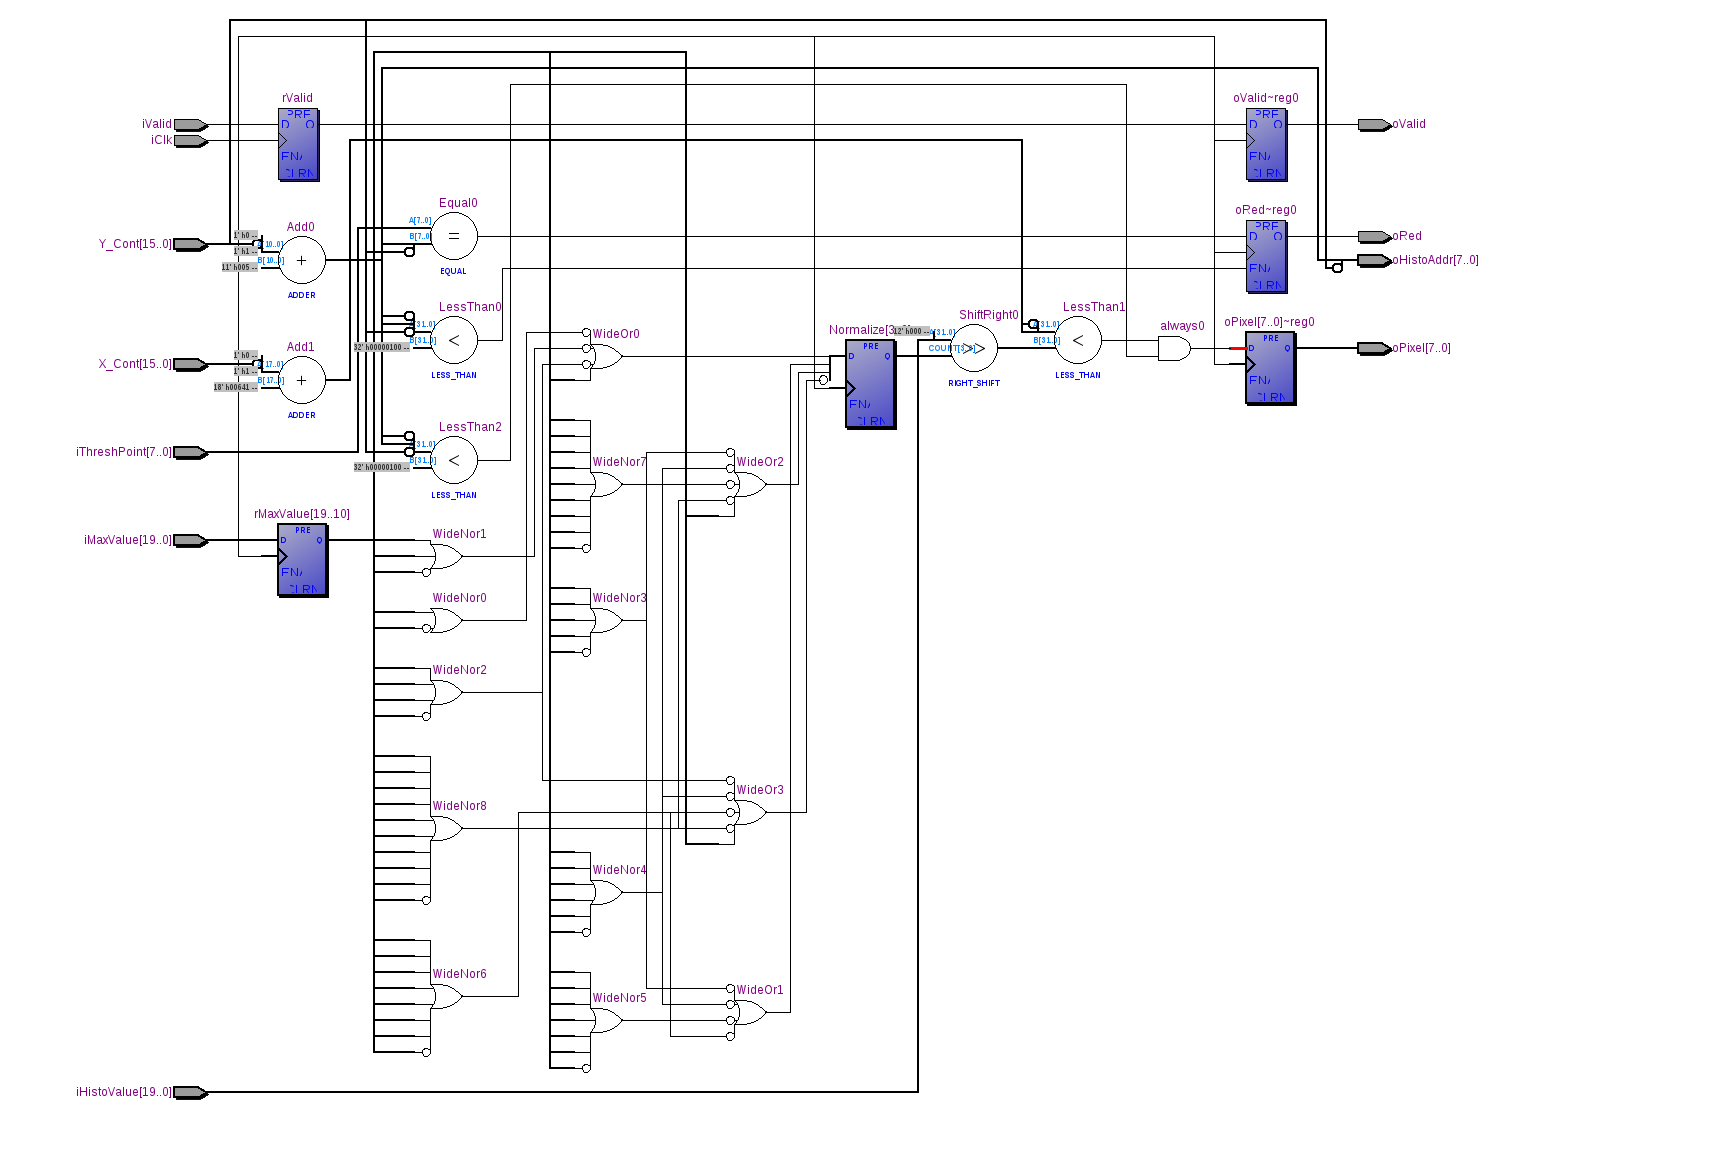 rValid
PRE
D Q
ENA
CLRN
iValid
iClk
oValid~reg0
PRE
D Q
ENA
CLRN
oValid
Equal0
A[7..0]
B[7..0]
=
EQUAL
oRed~reg0
PRE
D Q
ENA
CLRN
oRed
oHistoAddr[7..0]
Add0
Y_Cont[15..0]
1' h0 --
A[10..0]
1' h1 --
B[10..0]
11' h005 --
+
ADDER
LessThan0
A[31..0]
B[31..0]
32' h00000100 --
<
LESS_THAN
WideOr0
Normalize[3..0]
PRE
D Q
ENA
CLRN
ShiftRight0
12' h000 --
A[31..0]
COUNT[3..0]
>>
RIGHT_SHIFT
LessThan1
A[31..0]
B[31..0]
<
LESS_THAN
always0
oPixel[7..0]~reg0
PRE
D Q
ENA
CLRN
oPixel[7..0]
Add1
X_Cont[15..0]
1' h0 --
A[17..0]
1' h1 --
B[17..0]
18' h00641 --
+
ADDER
LessThan2
A[31..0]
B[31..0]
32' h00000100 --
<
LESS_THAN
iThreshPoint[7..0]
WideNor7
WideOr2
rMaxValue[19..10]
PRE
D Q
ENA
CLRN
iMaxValue[19..0]
WideNor1
WideNor0
WideNor3
WideNor2
WideNor8
WideOr3
WideNor4
WideNor6
WideNor5
WideOr1
iHistoValue[19..0]